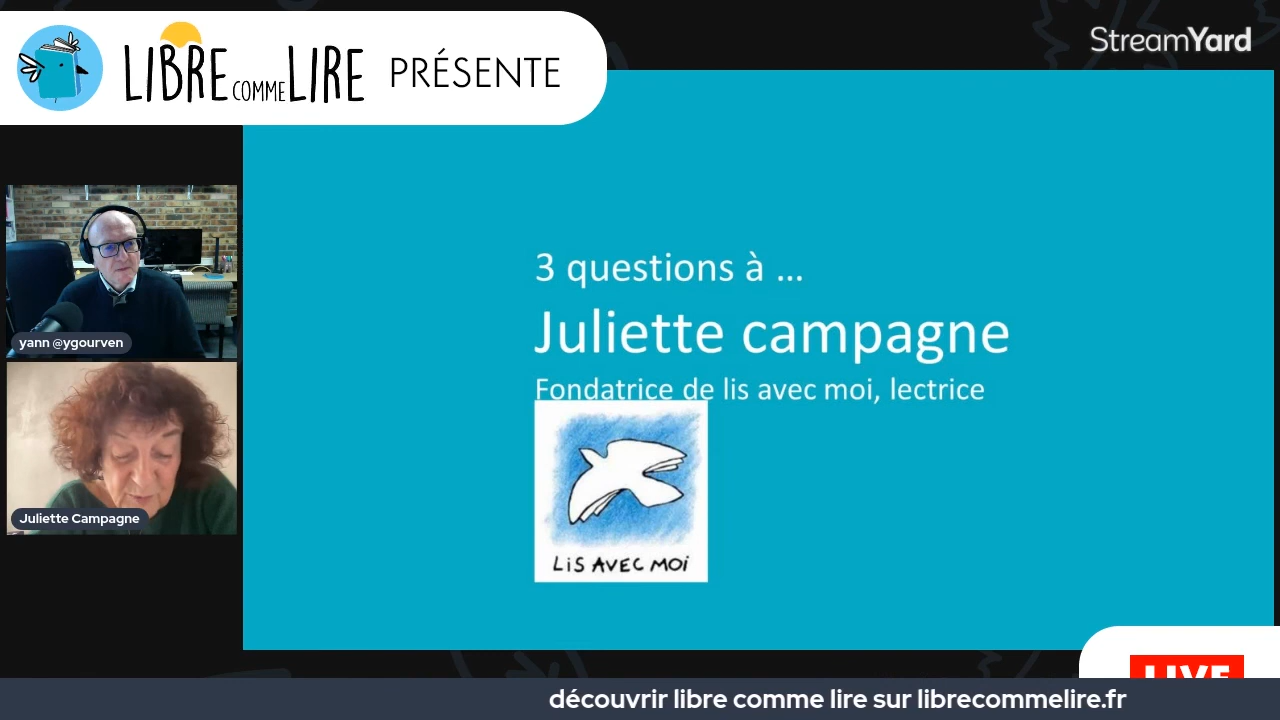 LIBRE COMME LIRE PRÉSENTE
StreamYard
yann @ygourven
Juliette Campagne
3 questions à ...
Juliette campagne
Fondatrice de lis avec moi, lectrice
LiS AVEC MOi
LIVE
découvrir libre comme lire sur librecommelire.fr